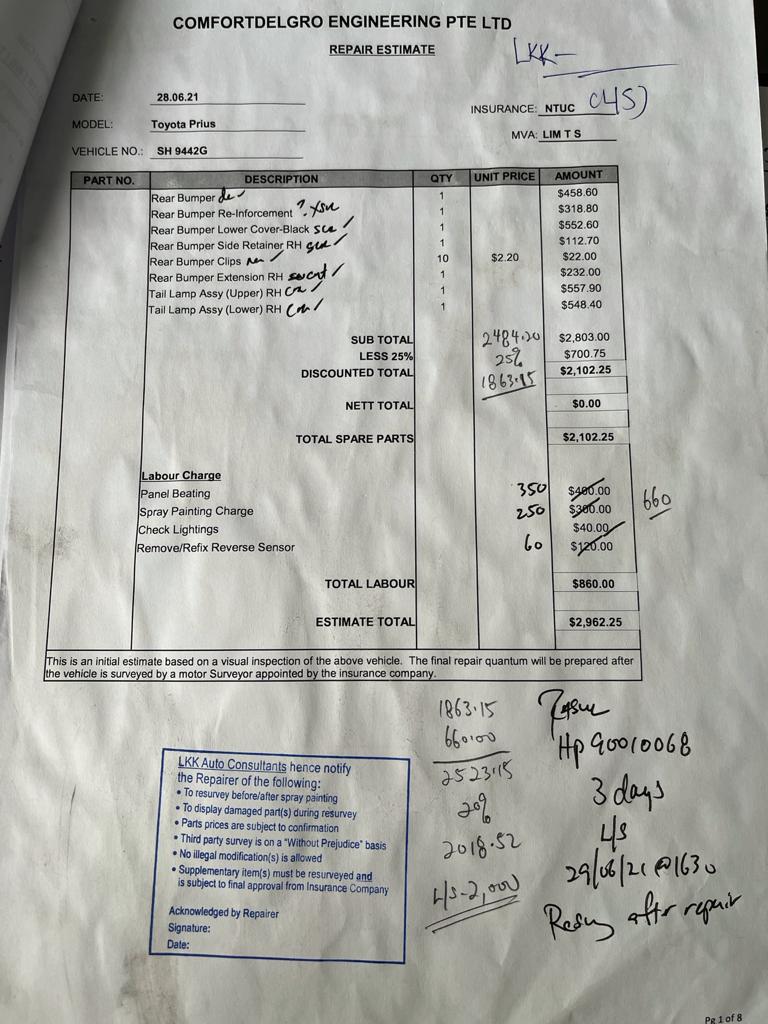 COMFORTDELGRO ENGINEERING PTE LTD
REPAIR ESTIMATE
LKK-
DATE: 28.06.21
INSURANCE: NTUC (4S)
MODEL: Toyota Prius
MVA: LIM T S
VEHICLE NO.: SH 9442G
PART NO. DESCRIPTION QTY UNIT PRICE AMOUNT
Rear Bumper 1 $458.60
Rear Bumper Re-Inforcement ? 1 $318.80
Rear Bumper Lower Cover-Black 1 $552.60
Rear Bumper Side Retainer RH 1 $112.70
Rear Bumper Clips 10 $2.20 $22.00
Rear Bumper Extension RH 1 $232.00
Tail Lamp Assy (Upper) RH 1 $557.90
Tail Lamp Assy (Lower) RH 1 $548.40
SUB TOTAL 2484.20 $2,803.00
LESS 25% 25% $700.75
DISCOUNTED TOTAL 1863.15 $2,102.25
NETT TOTAL $0.00
TOTAL SPARE PARTS $2,102.25
Labour Charge
Panel Beating 350 $400.00
Spray Painting Charge 250 $300.00 660
Check Lightings $40.00
Remove/Refix Reverse Sensor 60 $120.00
TOTAL LABOUR $860.00
ESTIMATE TOTAL $2,962.25
This is an initial estimate based on a visual inspection of the above vehicle. The final repair quantum will be prepared after
the vehicle is surveyed by a motor Surveyor appointed by the insurance company.
1863.15
660.00
2523.15
20%
2018.52
L/S-2,000
Hp 90010068
3 days
L/S
29/06/21 @ 1630
after repair
LKK Auto Consultants hence notify
the Repairer of the following:
• To resurvey before/after spray painting
• To display damaged part(s) during resurvey
• Parts prices are subject to confirmation
• Third party survey is on a "Without Prejudice" basis
• No illegal modification(s) is allowed
• Supplementary item(s) must be resurveyed and
is subject to final approval from Insurance Company
Acknowledged by Repairer
Signature:
Date:
Pg 1 of 8